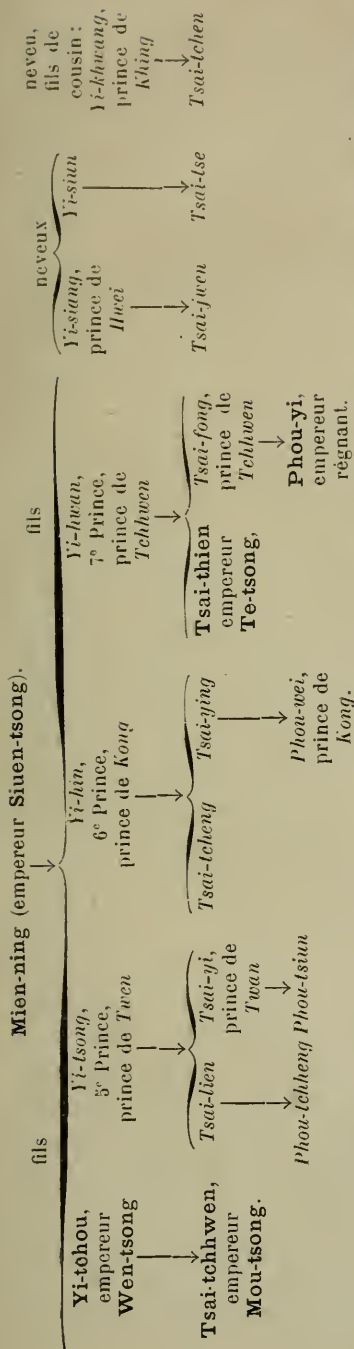 Mien-ning (empereur Siuen-tsong).
fils
fils
neveux
neveu,
fils de
cousin :
Yi-tchou,
empereur
Wen-tsong
Yi-tsong,
5e Prince,
prince de Twen
Yi-hin,
6e Prince,
prince de Kong
Yi-hwan,
7e Prince,
prince de
Tchhwen
Yi-siang,
prince de
Hwei
Yi-siun
Yi-khwang,
prince de
Khing
Tsai-tchhwen,
empereur
Mou-tsong.
Tsai-lien
Tsai-yi,
prince de
Twan
Tsai-tcheng
Tsai-ying
Tsai-thien
empereur
Te-tsong,
Tsai-fong,
prince de
Tchhwen
Tsai-jwen
Tsai-tse
Tsai-tchen
Phou-tchheng
Phou-tsiun
Phou-wei,
prince de
Kong.
Phou-yi,
empereur
régnant.